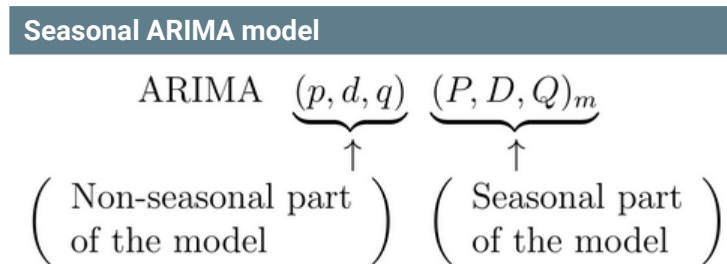 Seasonal ARIMA model
ARIMA (p, d, q) (P, D, Q)m
↑ ↑
( Non-seasonal part of the model ) ( Seasonal part of the model )